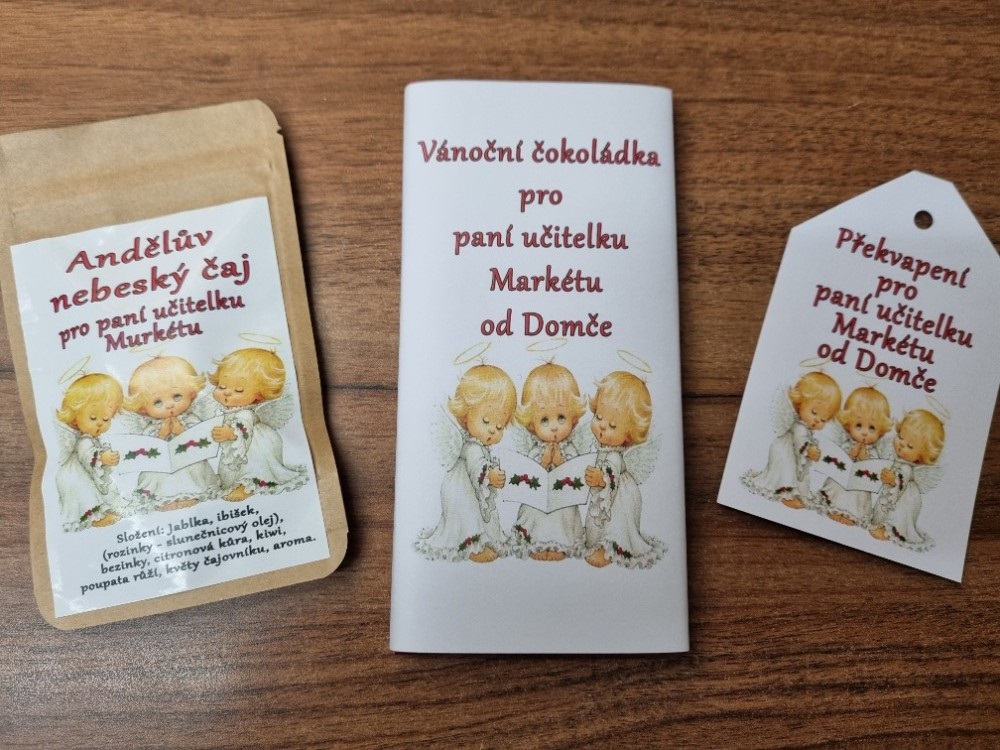 Andělův
nebeský čaj
pro paní učitelku
Murkétu
Složení: Jablka, ibišek,
(rozinky - slunečnicový olej),
bezinky, citronová kůra, kiwi,
poupata růží, květy čajovníku, aroma.
Vánoční čokoládka
pro
paní učitelku
Markétu
od Domče
Překvapení
pro
paní učitelku
Markétu
od Domče